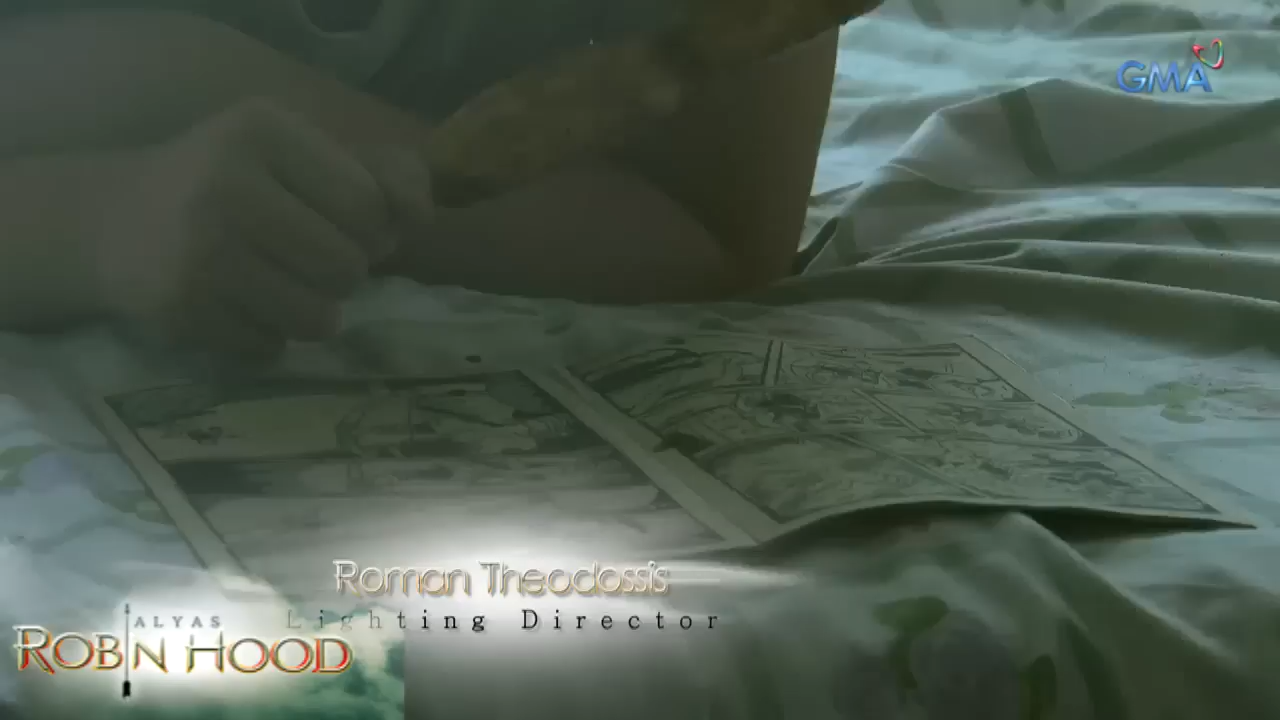 GMA
Roman Theodossis
Lighting Director
ALYAS
ROBIN HOOD